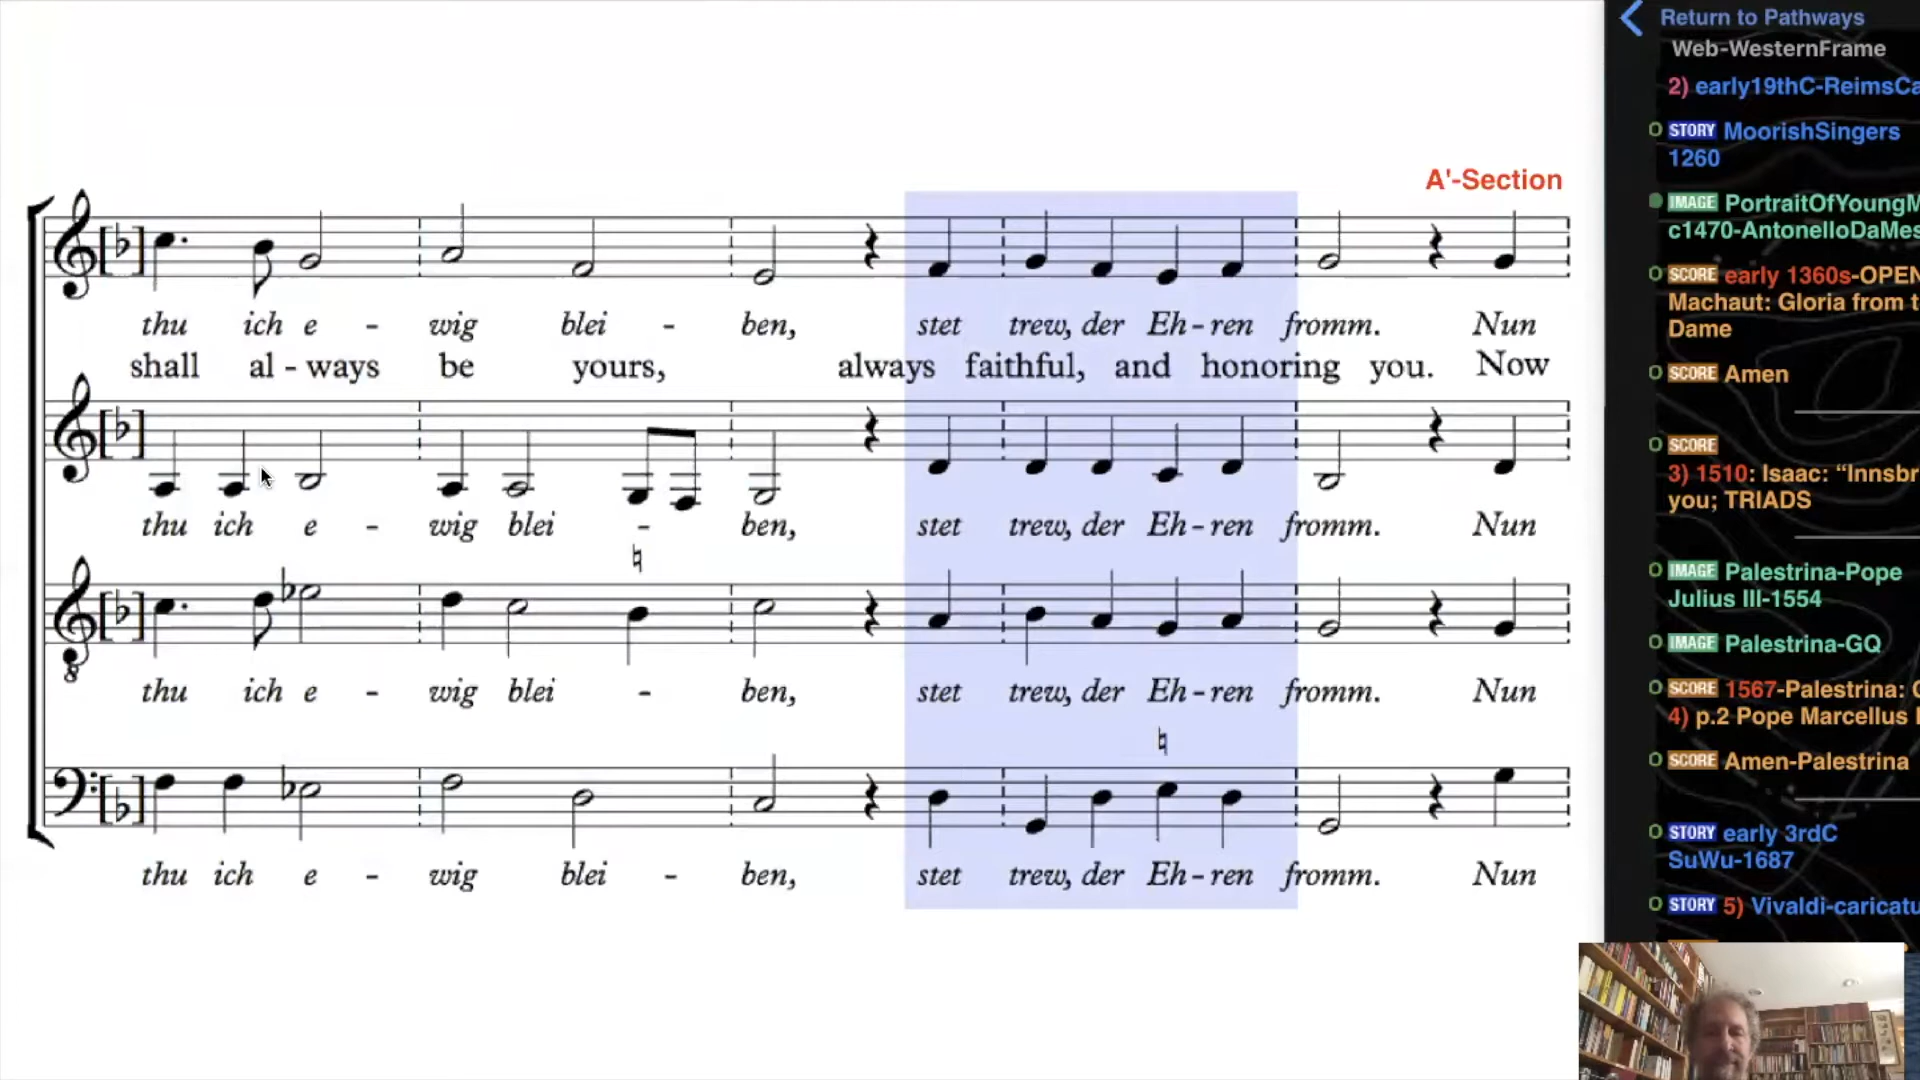 A'-Section
thu ich e - wig blei - ben, stet trew, der Eh-ren fromm. Nun
shall al-ways be yours, always faithful, and honoring you. Now
thu ich e - wig blei - ben, stet trew, der Eh-ren fromm. Nun
8
thu ich e - wig blei - ben, stet trew, der Eh-ren fromm. Nun
thu ich e - wig blei - ben, stet trew, der Eh-ren fromm. Nun
Return to Pathways
Web-WesternFrame
2) early19thC-ReimsCa
STORY MoorishSingers
1260
IMAGE PortraitOfYoungM
c1470-AntonelloDaMes
SCORE early 1360s-OPEN
Machaut: Gloria from t
Dame
SCORE Amen
SCORE
3) 1510: Isaac: “Innsbr
you; TRIADS
IMAGE Palestrina-Pope
Julius III-1554
IMAGE Palestrina-GQ
SCORE 1567-Palestrina: 
4) p.2 Pope Marcellus
SCORE Amen-Palestrina
STORY early 3rdC
SuWu-1687
STORY 5) Vivaldi-caricatu